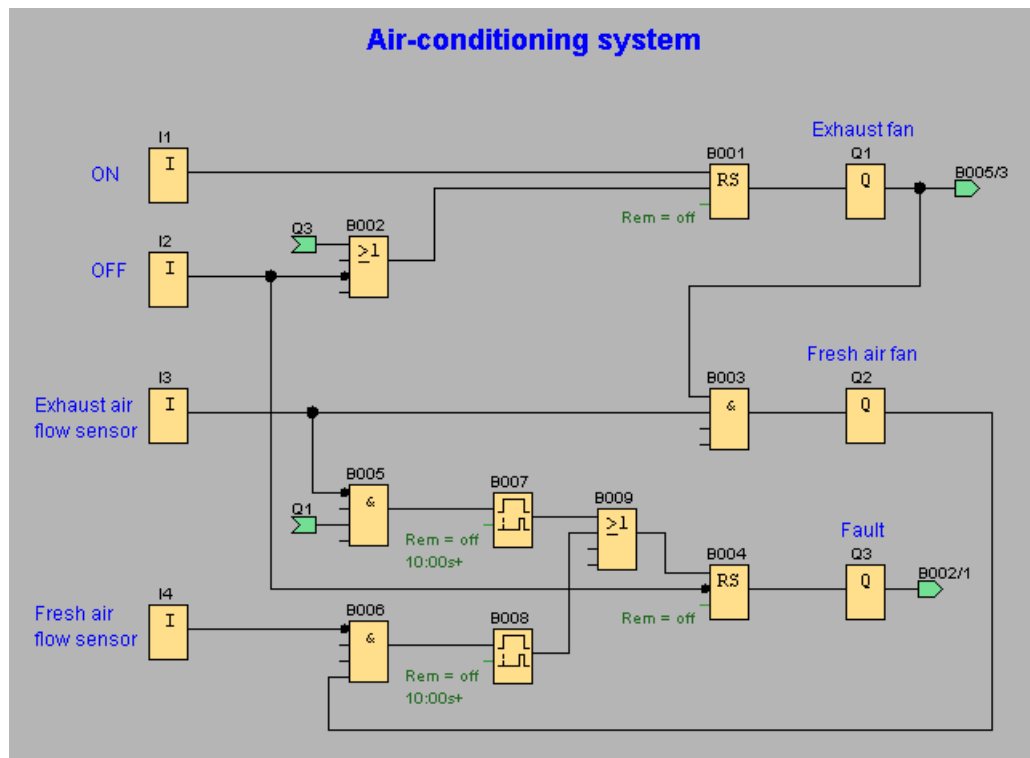 Air-conditioning system
Exhaust fan
I1
I
ON
B001
RS
Rem = off
Q1
Q
B005/3
I2
I
OFF
Q3
B002
≥1
Fresh air fan
I3
I
Exhaust air
flow sensor
B003
&
Q2
Q
B005
&
Q1
B007
Rem = off
10:00s+
B009
≥1
Fault
B004
RS
Rem = off
Q3
Q
B002/1
I4
I
Fresh air
flow sensor
B006
&
B008
Rem = off
10:00s+